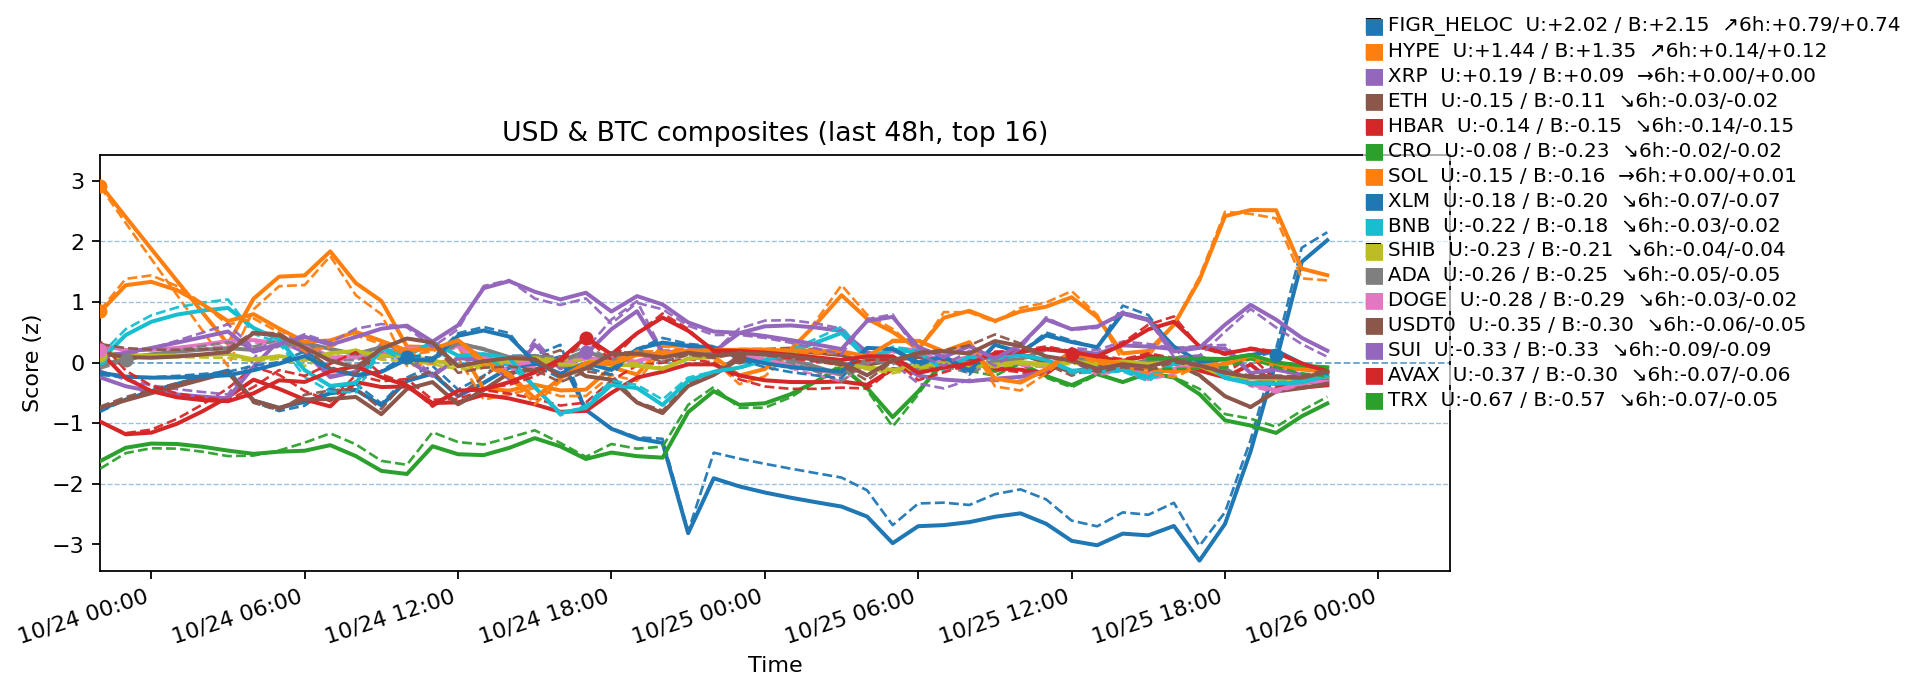 FIGR_HELOC U:+2.02 / B:+2.15 ↗6h:+0.79/+0.74
HYPE U:+1.44 / B:+1.35 ↗6h:+0.14/+0.12
XRP U:+0.19 / B:+0.09 →6h:+0.00/+0.00
ETH U:-0.15 / B:-0.11 ↘6h:-0.03/-0.02
HBAR U:-0.14 / B:-0.15 ↘6h:-0.14/-0.15
CRO U:-0.08 / B:-0.23 ↘6h:-0.02/-0.02
SOL U:-0.15 / B:-0.16 →6h:+0.00/+0.01
XLM U:-0.18 / B:-0.20 ↘6h:-0.07/-0.07
BNB U:-0.22 / B:-0.18 ↘6h:-0.03/-0.02
SHIB U:-0.23 / B:-0.21 ↘6h:-0.04/-0.04
ADA U:-0.26 / B:-0.25 ↘6h:-0.05/-0.05
DOGE U:-0.28 / B:-0.29 ↘6h:-0.03/-0.02
USDT0 U:-0.35 / B:-0.30 ↘6h:-0.06/-0.05
SUI U:-0.33 / B:-0.33 ↘6h:-0.09/-0.09
AVAX U:-0.37 / B:-0.30 ↘6h:-0.07/-0.06
TRX U:-0.67 / B:-0.57 ↘6h:-0.07/-0.05
USD & BTC composites (last 48h, top 16)
Score (z)
3
2
1
0
−1
−2
−3
10/24 00:00
10/24 06:00
10/24 12:00
10/24 18:00
10/25 00:00
10/25 06:00
10/25 12:00
10/25 18:00
10/26 00:00
Time